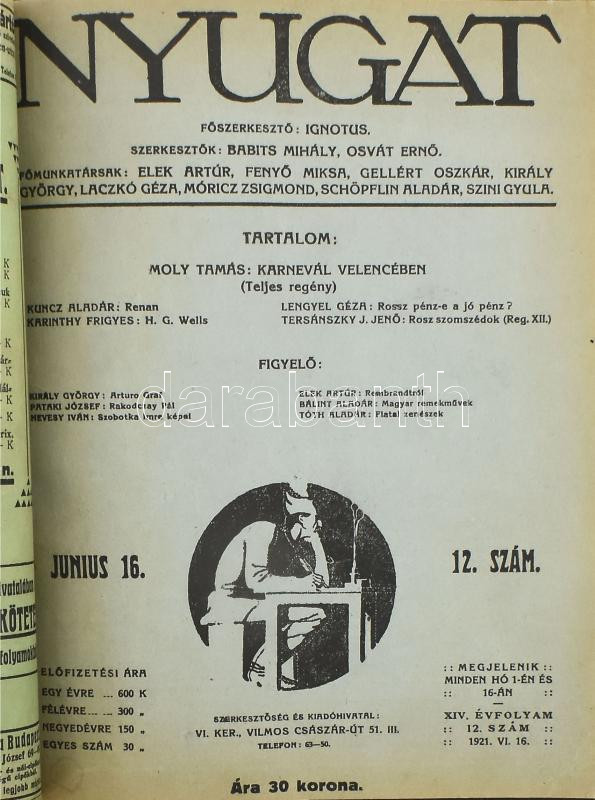 NYUGAT
FŐSZERKESZTŐ: IGNOTUS.
SZERKESZTŐK: BABITS MIHÁLY, OSVÁT ERNŐ.
FŐMUNKATÁRSAK: ELEK ARTÚR, FENYŐ MIKSA, GELLÉRT OSZKÁR, KIRÁLY
GYÖRGY, LACZKÓ GÉZA, MÓRICZ ZSIGMOND, SCHÖPFLIN ALADÁR, SZINI GYULA.
TARTALOM:
MOLY TAMÁS: KARNEVÁL VELENCÉBEN
(Teljes regény)
KUNCZ ALADÁR: Renan
KARINTHY FRIGYES: H. G. Wells
LENGYEL GÉZA: Rossz pénz-e a jó pénz?
TERSÁNSZKY J. JENŐ: Rosz szomszédok (Reg. XII.)
FIGYELŐ:
KIRÁLY GYÖRGY: Arturo Graf
PATAKI JÓZSEF: Rakodczay Pál
HEVESY IVÁN: Szobotka Imre képei
ELEK ARTÚR: Rembrandtról
BÁLINT ALADÁR: Magyar remekművek
TÓTH ALADÁR: Fiatal zenészek
darabanth
JUNIUS 16.
12. SZÁM.
ELŐFIZETÉSI ÁRA
EGY ÉVRE ... 600 K
FÉLÉVRE... ... 300 „
NEGYEDÉVRE 150 „
EGYES SZÁM 30 „
SZERKESZTŐSÉG ÉS KIADÓHIVATAL:
VI. KER., VILMOS CSÁSZÁR-ÚT 51. III.
TELEFON: 63—50.
:: MEGJELENIK ::
MINDEN HÓ 1-ÉN ÉS
:: 16-ÁN ::
—
XIV. ÉVFOLYAM
:: 12. SZÁM ::
1921. VI. 16.
Ára 30 korona.